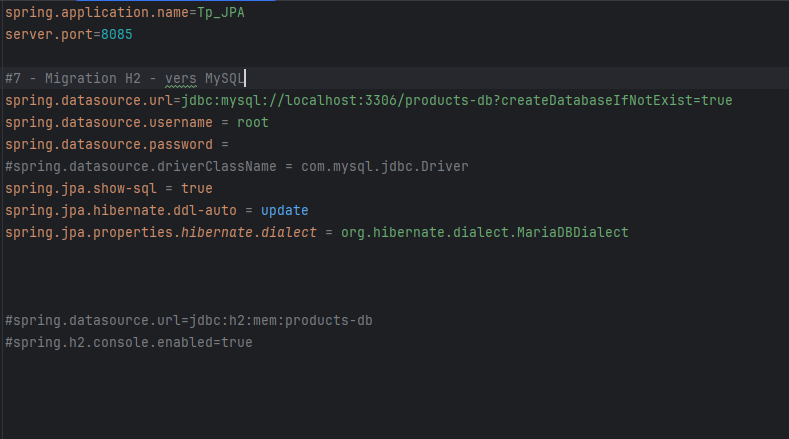 spring.application.name=Tp_JPA
server.port=8085
#7 - Migration H2 - vers MySQL
spring.datasource.url=jdbc:mysql://localhost:3306/products-db?createDatabaseIfNotExist=true
spring.datasource.username = root
spring.datasource.password =
#spring.datasource.driverClassName = com.mysql.jdbc.Driver
spring.jpa.show-sql = true
spring.jpa.hibernate.ddl-auto = update
spring.jpa.properties.hibernate.dialect = org.hibernate.dialect.MariaDBDialect
#spring.datasource.url=jdbc:h2:mem:products-db
#spring.h2.console.enabled=true